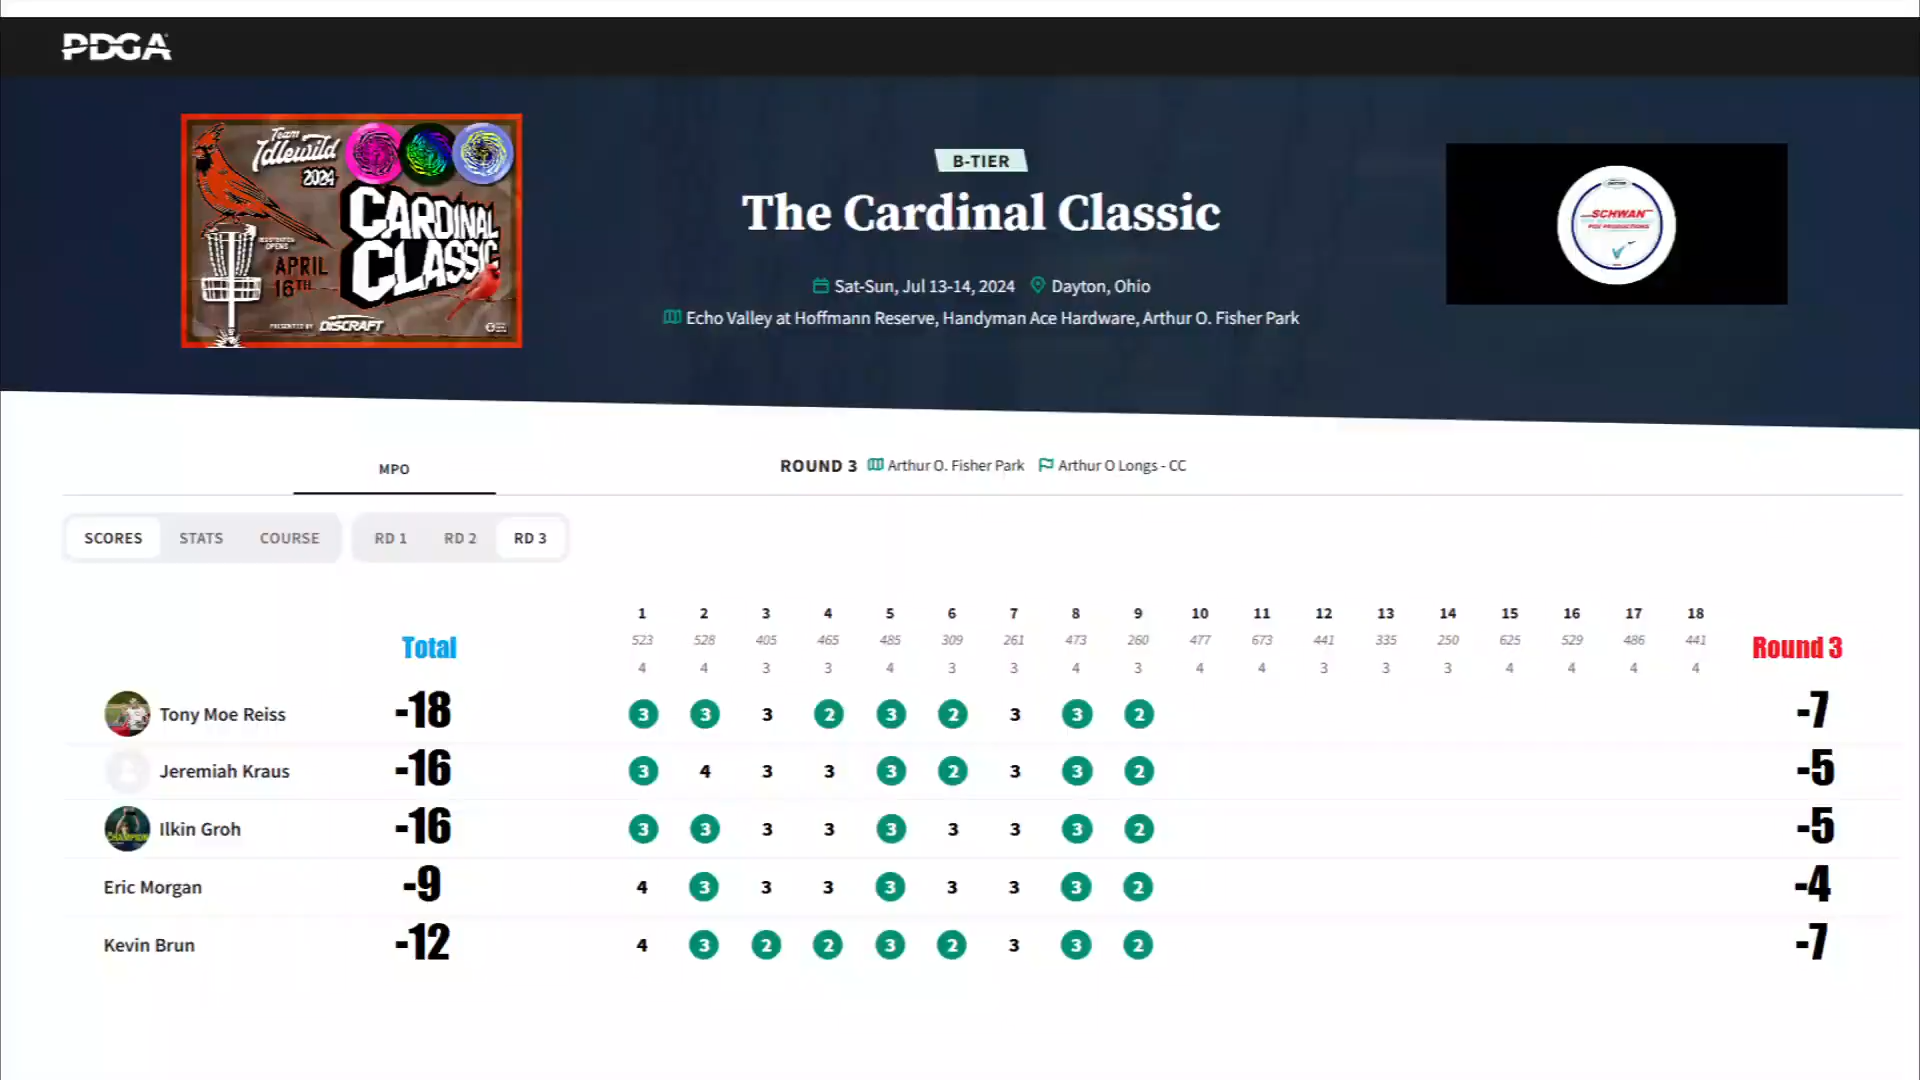 PDGA
Team
Idlewild
2024
CARDINAL
CLASSIC
REGISTRATION
OPENS
APRIL
16TH
PRESENTED BY DISCRAFT
B-TIER
The Cardinal Classic
Sat-Sun, Jul 13-14, 2024 Dayton, Ohio
Echo Valley at Hoffmann Reserve, Handyman Ace Hardware, Arthur O. Fisher Park
SCHWAN
PRODUCTIONS
MPO
ROUND 3 Arthur O. Fisher Park Arthur O Longs - CC
SCORES STATS COURSE RD 1 RD 2 RD 3
1 2 3 4 5 6 7 8 9 10 11 12 13 14 15 16 17 18
Total 523 528 405 465 485 309 261 473 260 477 673 441 335 250 625 529 486 441 Round 3
4 4 3 3 4 3 3 4 3 4 4 3 3 3 4 4 4 4
Tony Moe Reiss -18 3 3 3 2 3 2 3 3 2 -7
Jeremiah Kraus -16 3 4 3 3 3 2 3 3 2 -5
CHAMPION
Ilkin Groh -16 3 3 3 3 3 3 3 3 2 -5
Eric Morgan -9 4 3 3 3 3 3 3 3 2 -4
Kevin Brun -12 4 3 2 2 3 2 3 3 2 -7